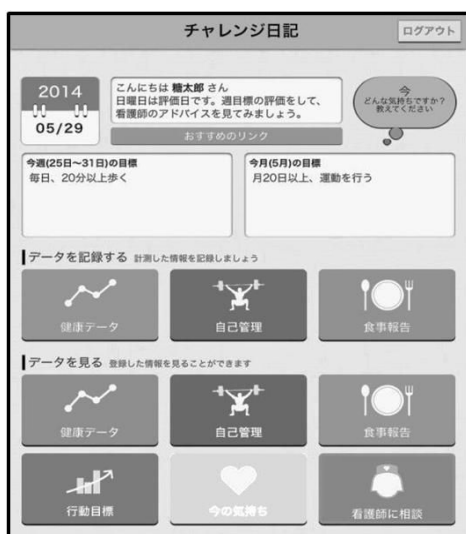 チャレンジ日記
ログアウト
2014
05/29
こんにちは 糖太郎 さん
日曜日は評価日です。週目標の評価をして、
看護師のアドバイスを見てみましょう。
おすすめのリンク
今
どんな気持ちですか?
教えてください
今週(25日~31日)の目標
毎日、20分以上歩く
今月(5月)の目標
月20日以上、運動を行う
データを記録する 計測した情報を記録しましょう
健康データ
自己管理
食事報告
データを見る 登録した情報を見ることができます
健康データ
自己管理
食事報告
行動目標
今の気持ち
看護師に相談